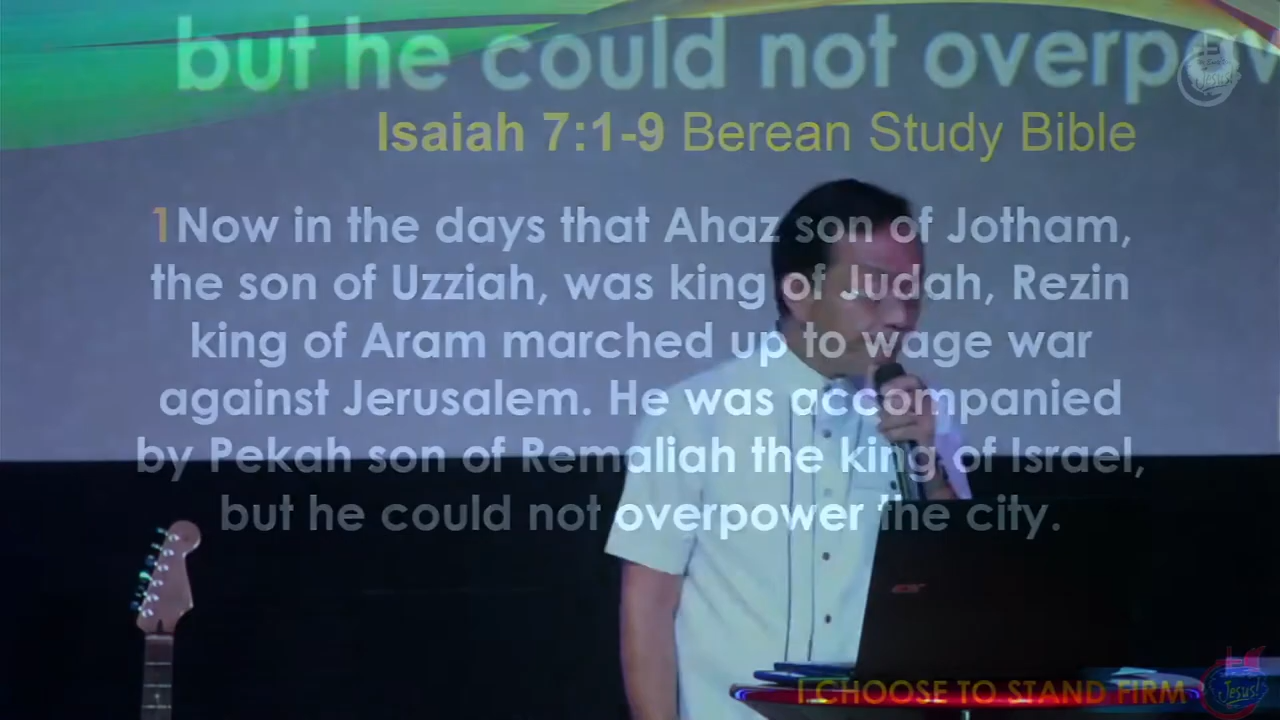 but he could not overpow
Isaiah 7:1-9 Berean Study Bible
1Now in the days that Ahaz son of Jotham,
the son of Uzziah, was king of Judah, Rezin
king of Aram marched up to wage war
against Jerusalem. He was accompanied
by Pekah son of Remaliah the king of Israel,
but he could not overpower the city.
acer
I CHOOSE TO STAND FIRM
Jesus!
Jesus!